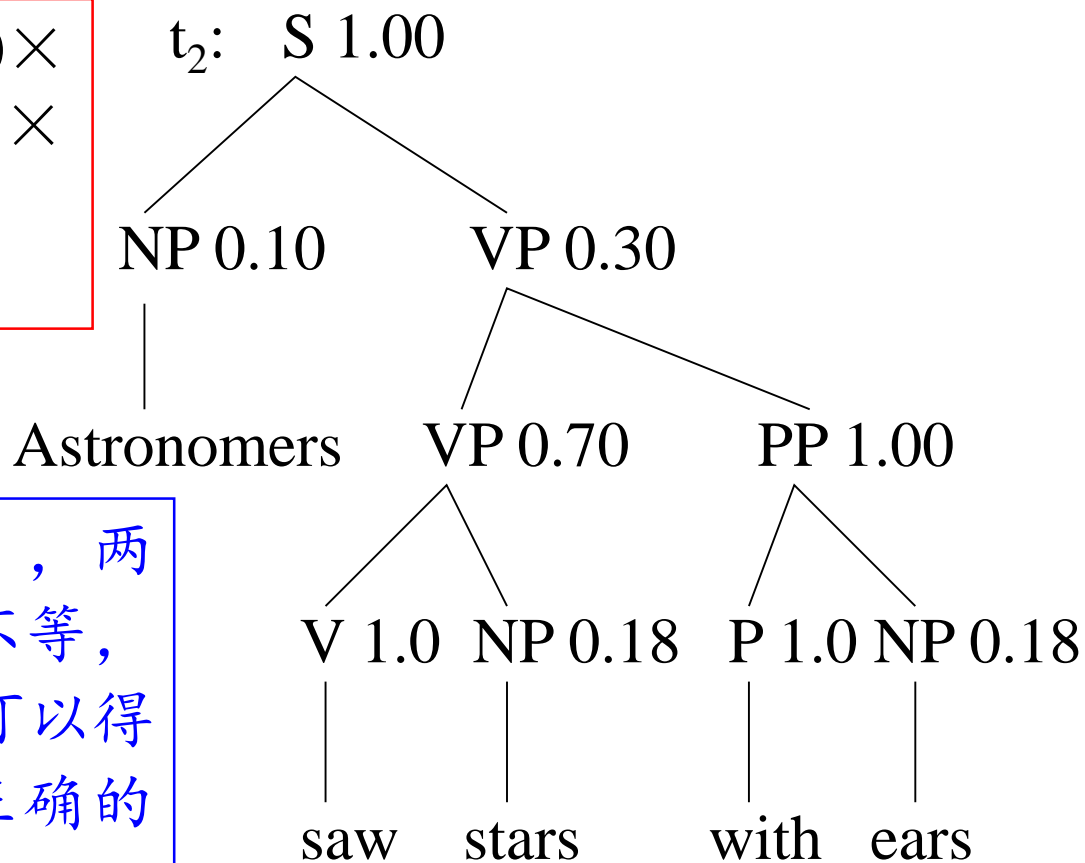 ×
t₂: S 1.00
×
NP 0.10 VP 0.30
Astronomers VP 0.70 PP 1.00
，两
等，
V 1.0 NP 0.18 P 1.0 NP 0.18
以得
确的
saw stars with ears